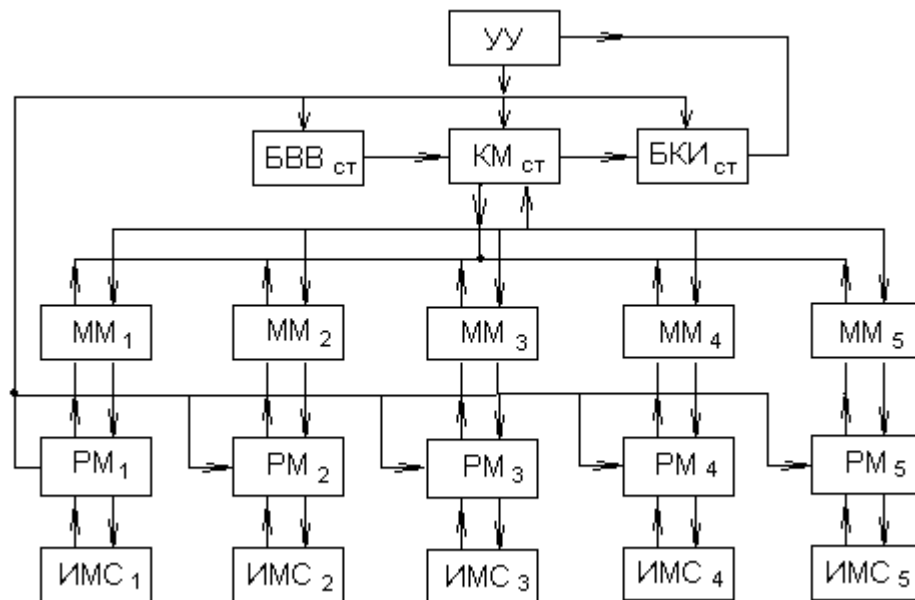 УУ
БВВ ст КМ ст БКИ ст
ММ 1 ММ 2 ММ 3 ММ 4 ММ 5
РМ 1 РМ 2 РМ 3 РМ 4 РМ 5
ИМС 1 ИМС 2 ИМС 3 ИМС 4 ИМС 5